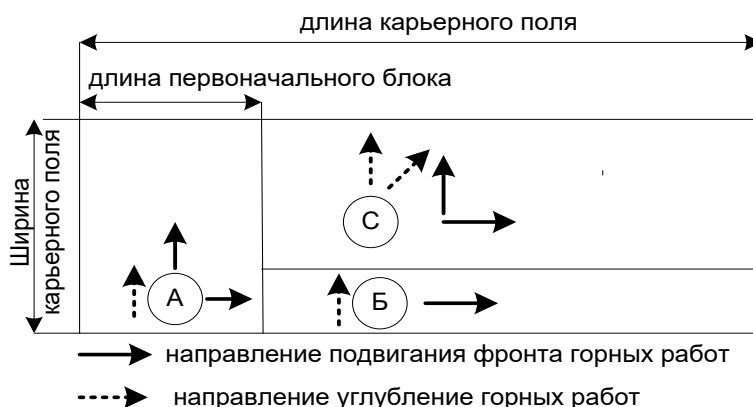 длина карьерного поля
длина первоначального блока
Ширина
карьерного поля
С
А
Б
направление подвигания фронта горных работ
направление углубление горных работ